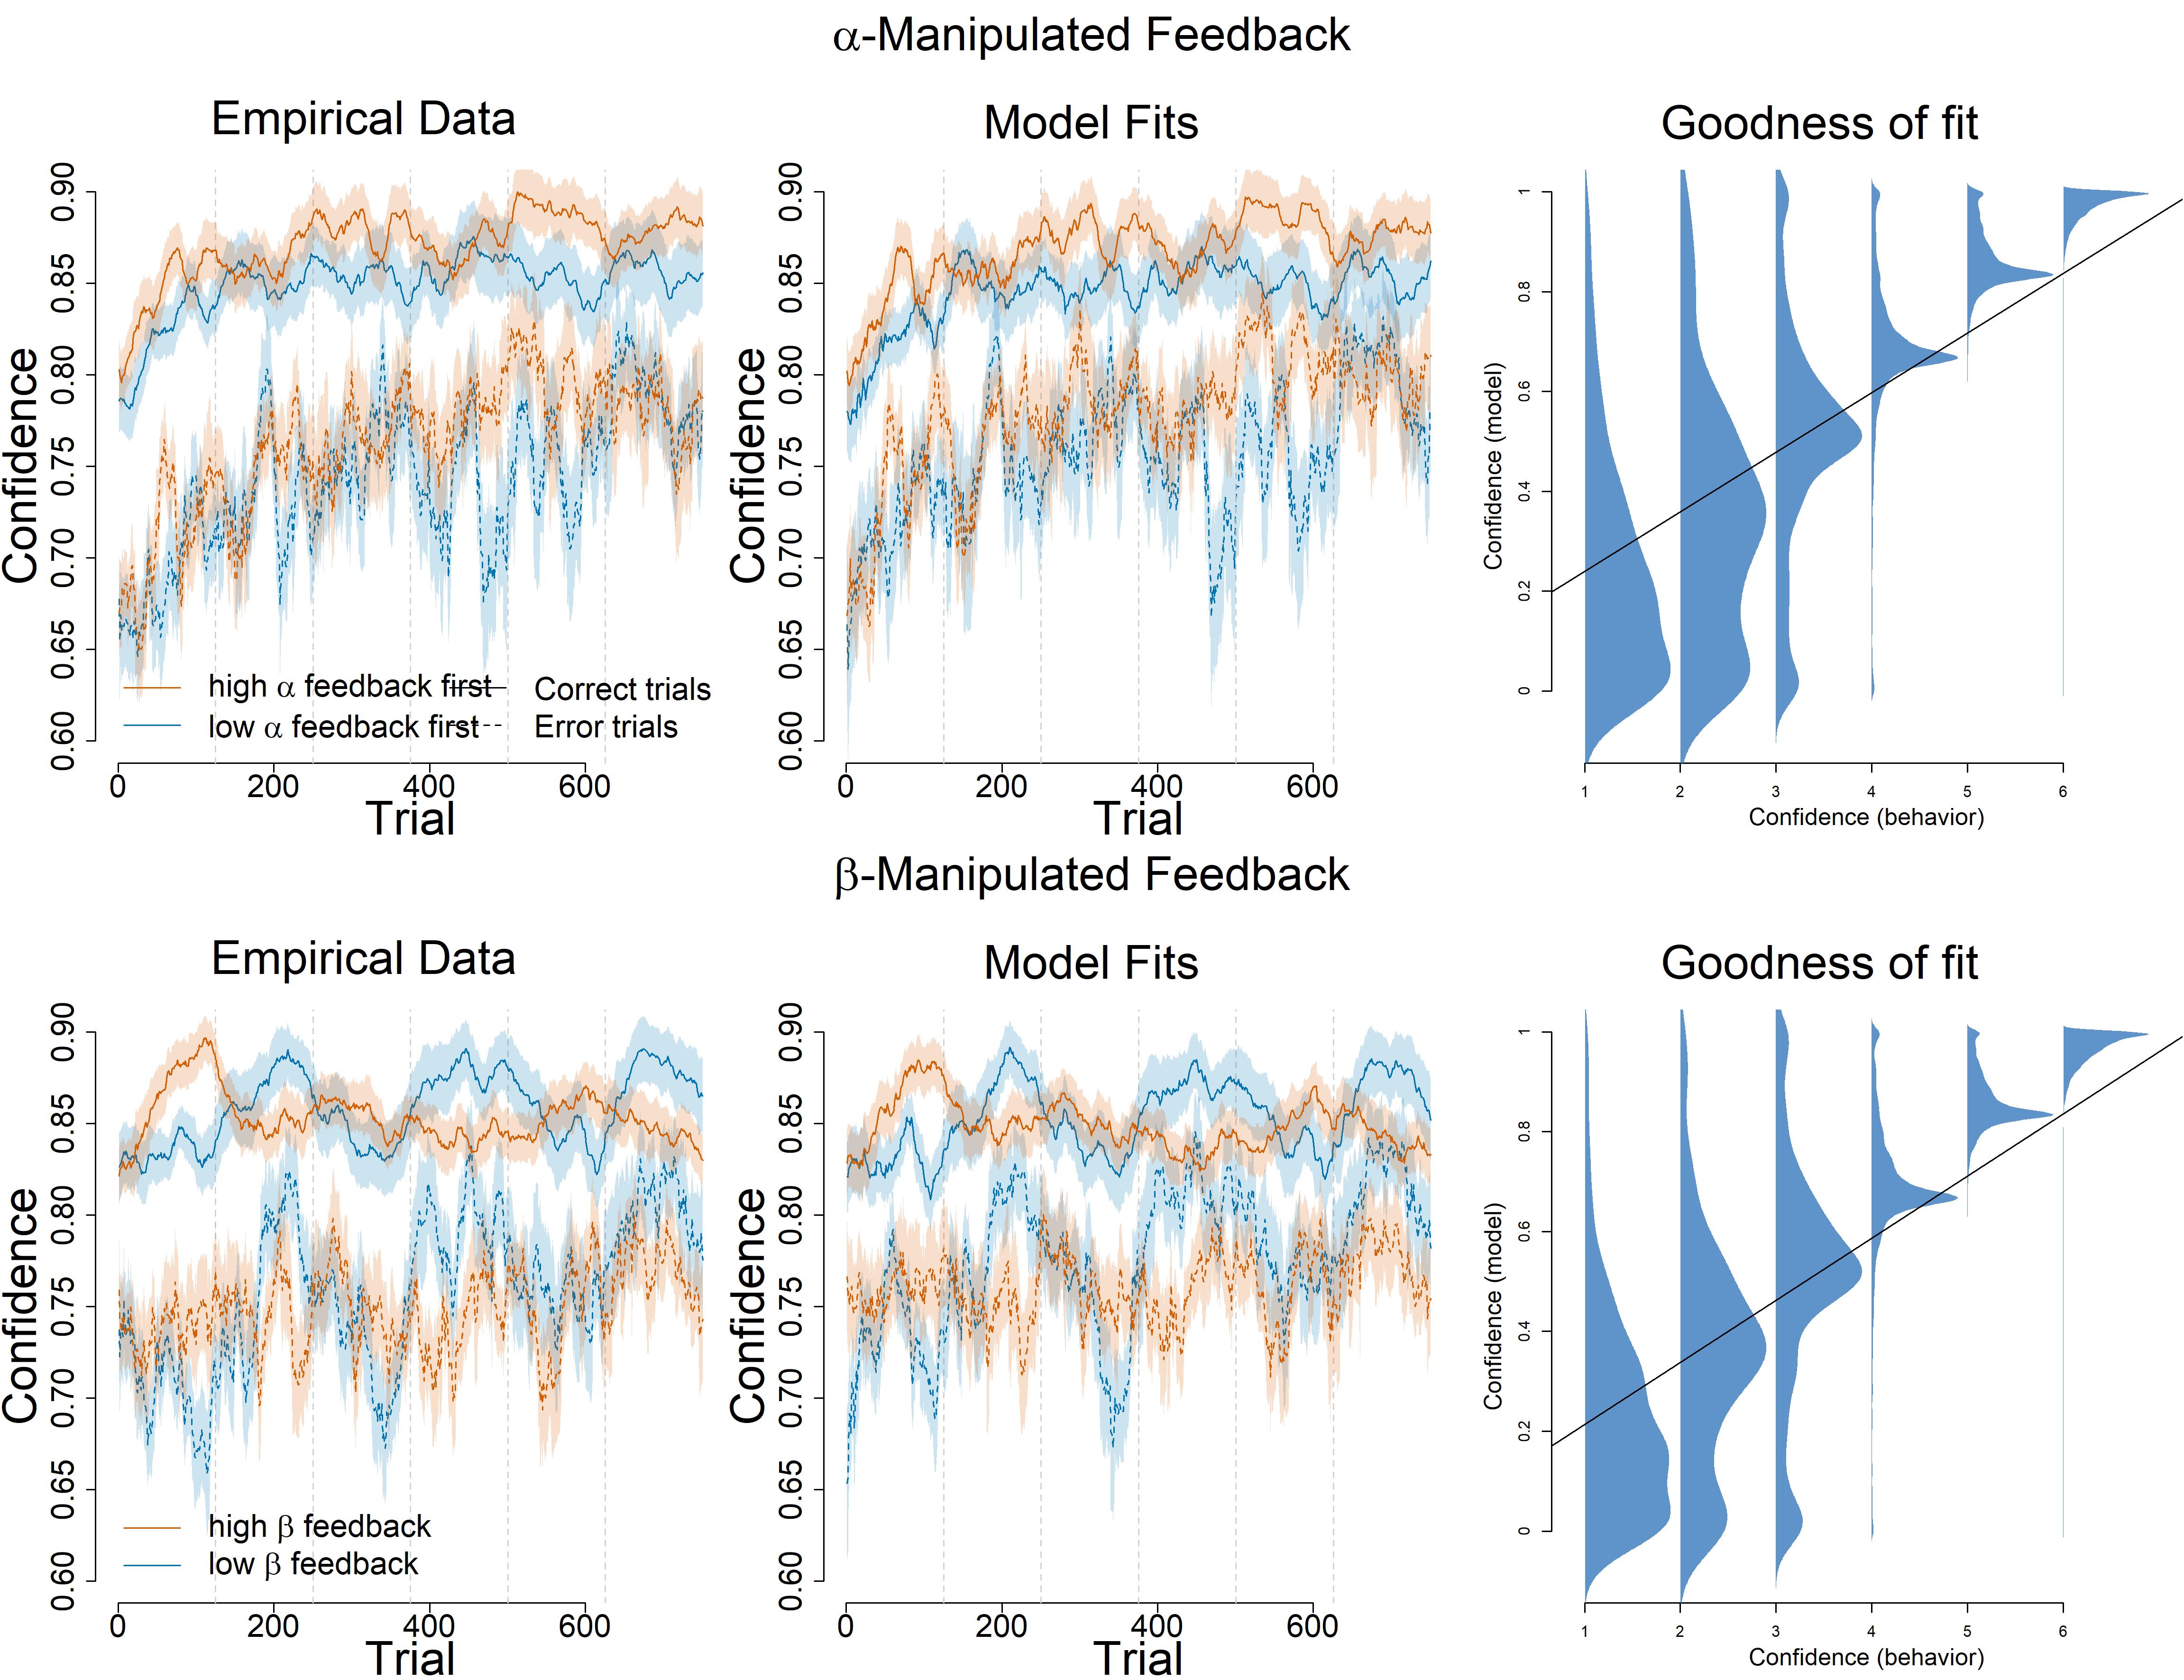 α-Manipulated Feedback
Empirical Data
Model Fits
Goodness of fit
Confidence
0.60 0.65 0.70 0.75 0.80 0.85 0.90
high α feedback first
low α feedback first
Correct trials
Error trials
0 200 400 600
Trial
Confidence
0.60 0.65 0.70 0.75 0.80 0.85 0.90
0 200 400 600
Trial
Confidence (model)
0 0.2 0.4 0.6 0.8 1
1 2 3 4 5 6
Confidence (behavior)
β-Manipulated Feedback
Empirical Data
Model Fits
Goodness of fit
Confidence
0.60 0.65 0.70 0.75 0.80 0.85 0.90
high β feedback
low β feedback
0 200 400 600
Trial
Confidence
0.60 0.65 0.70 0.75 0.80 0.85 0.90
0 200 400 600
Trial
Confidence (model)
0 0.2 0.4 0.6 0.8 1
1 2 3 4 5 6
Confidence (behavior)